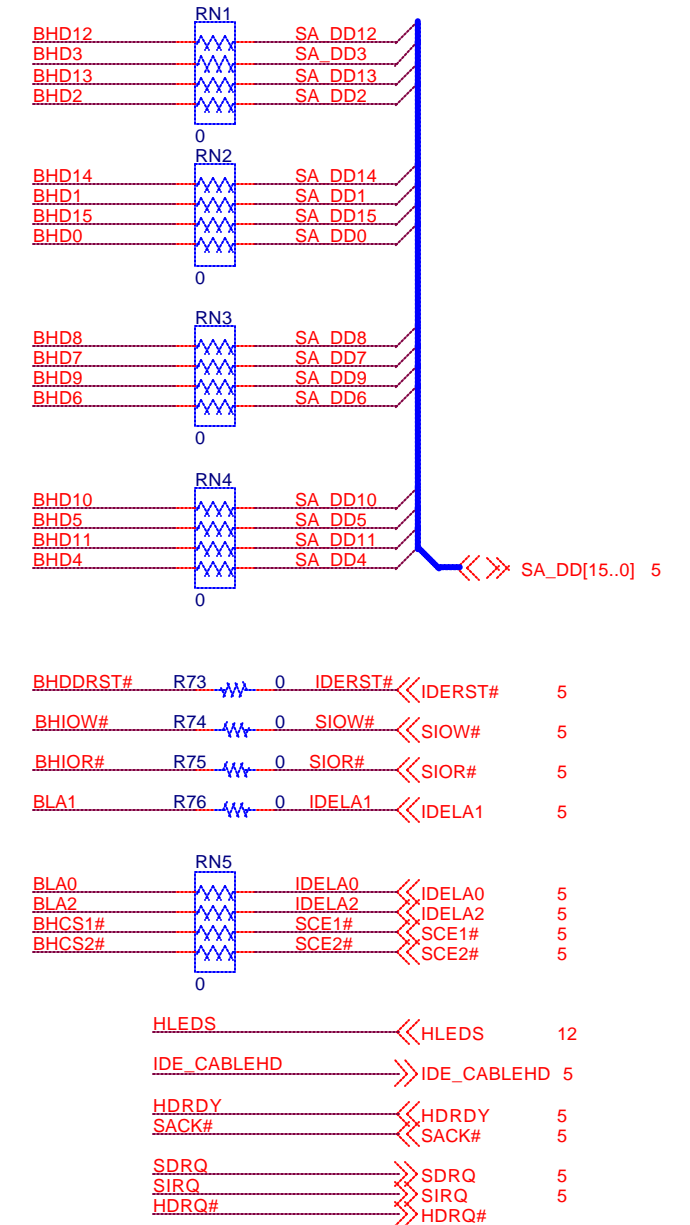 RN1
BHD12 SA_DD12
BHD3 SA_DD3
BHD13 SA_DD13
BHD2 SA_DD2
0
RN2
BHD14 SA_DD14
BHD1 SA_DD1
BHD15 SA_DD15
BHD0 SA_DD0
0
RN3
BHD8 SA_DD8
BHD7 SA_DD7
BHD9 SA_DD9
BHD6 SA_DD6
0
RN4
BHD10 SA_DD10
BHD5 SA_DD5
BHD11 SA_DD11
BHD4 SA_DD4
SA_DD[15..0] 5
0
BHDDRST# R73 0 IDERST# IDERST# 5
BHIOW# R74 0 SIOW# SIOW# 5
BHIOR# R75 0 SIOR# SIOR# 5
BLA1 R76 0 IDELA1 IDELA1 5
RN5
BLA0 IDELA0 IDELA0 5
BLA2 IDELA2 IDELA2 5
BHCS1# SCE1# SCE1# 5
BHCS2# SCE2# SCE2# 5
0
HLEDS HLEDS 12
IDE_CABLEHD IDE_CABLEHD 5
HDRDY HDRDY 5
SACK# SACK# 5
SDRQ SDRQ 5
SIRQ SIRQ 5
HDRQ# HDRQ#